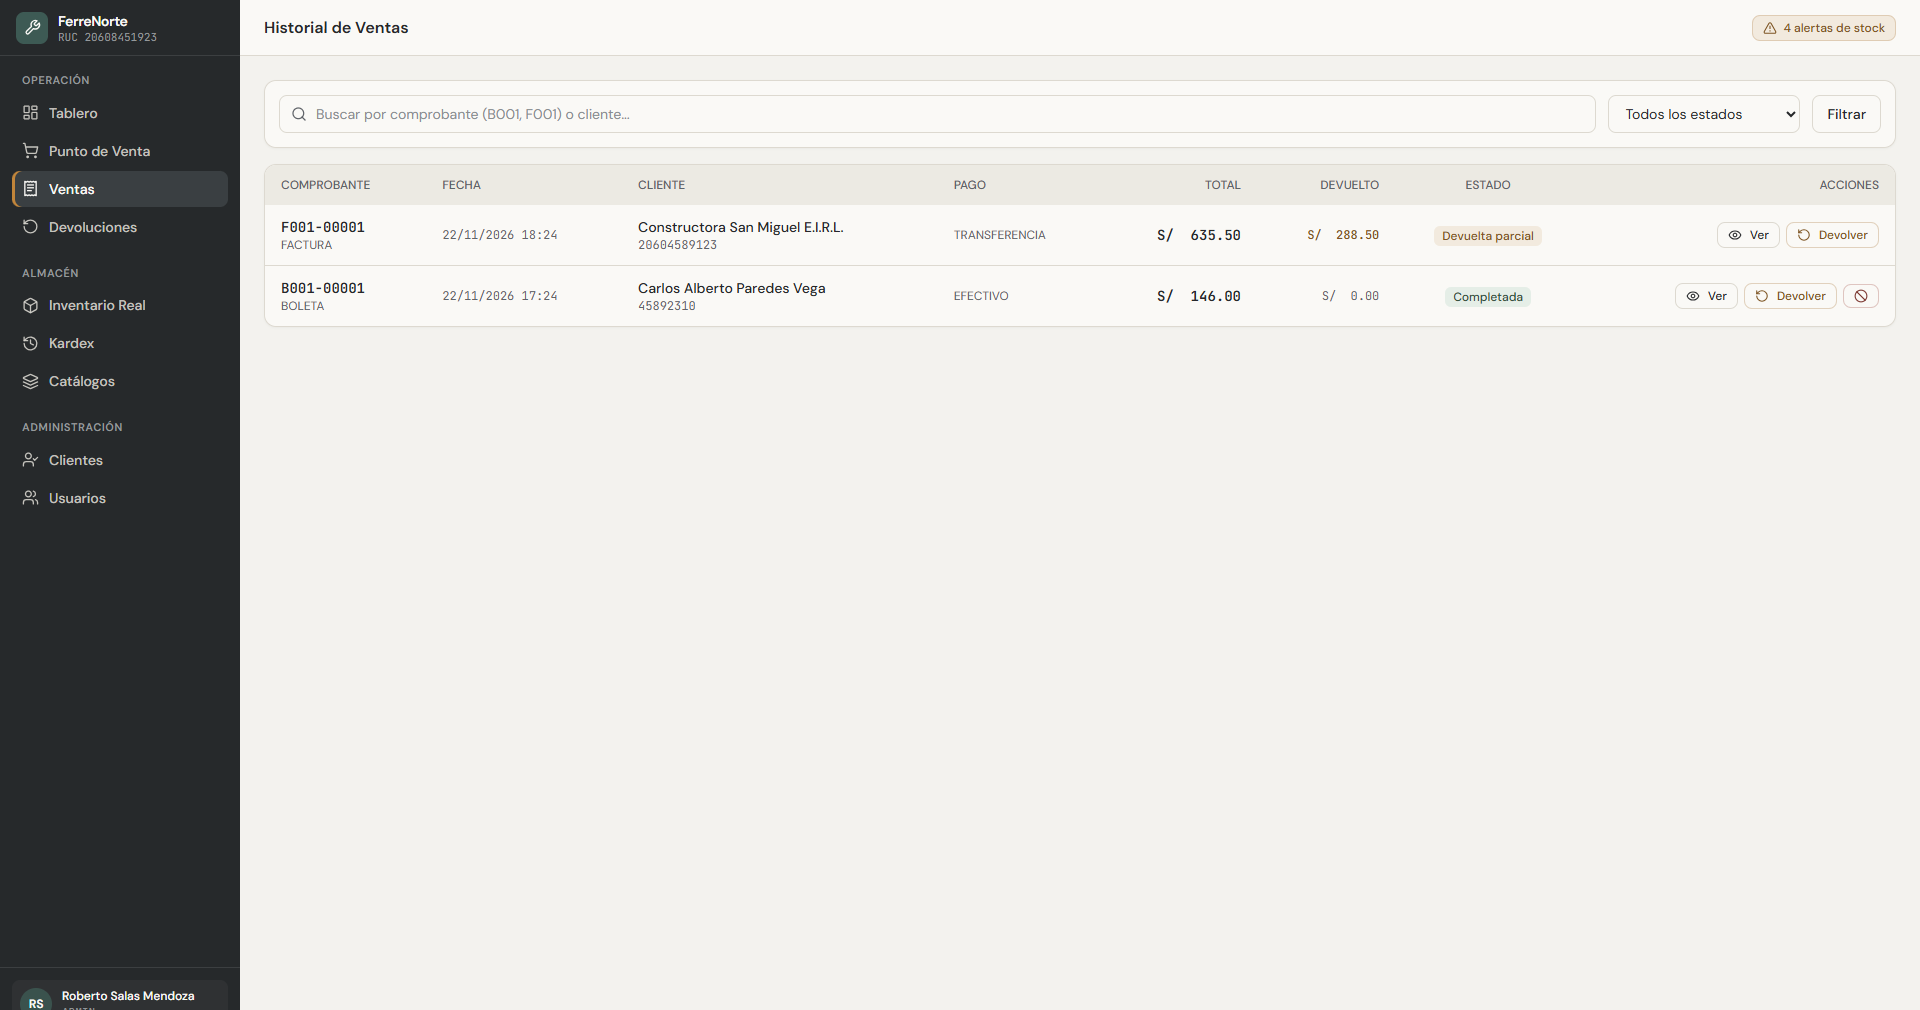 FerreNorte
RUC 20608451923
OPERACIÓN
Tablero
Punto de Venta
Ventas
Devoluciones
ALMACÉN
Inventario Real
Kardex
Catálogos
ADMINISTRACIÓN
Clientes
Usuarios
RS
Roberto Salas Mendoza
Historial de Ventas
4 alertas de stock
Buscar por comprobante (B001, F001) o cliente...
Todos los estados
Filtrar
COMPROBANTE FECHA CLIENTE PAGO TOTAL DEVUELTO ESTADO ACCIONES
F001-00001 22/11/2026 18:24 Constructora San Miguel E.I.R.L. TRANSFERENCIA S/ 635.50 S/ 288.50 Devuelta parcial Ver Devolver
FACTURA 20604589123
B001-00001 22/11/2026 17:24 Carlos Alberto Paredes Vega EFECTIVO S/ 146.00 S/ 0.00 Completada Ver Devolver
BOLETA 45892310